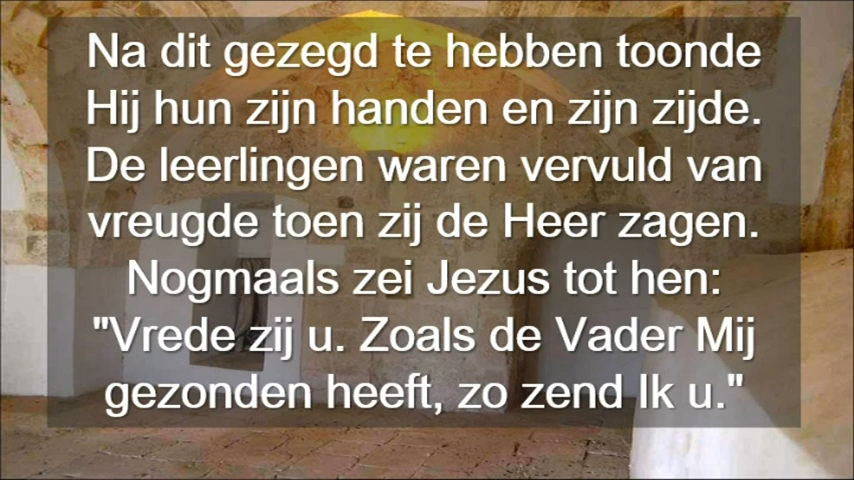 Na dit gezegd te hebben toonde
Hij hun zijn handen en zijn zijde.
De leerlingen waren vervuld van
vreugde toen zij de Heer zagen.
Nogmaals zei Jezus tot hen:
"Vrede zij u. Zoals de Vader Mij
gezonden heeft, zo zend Ik u."